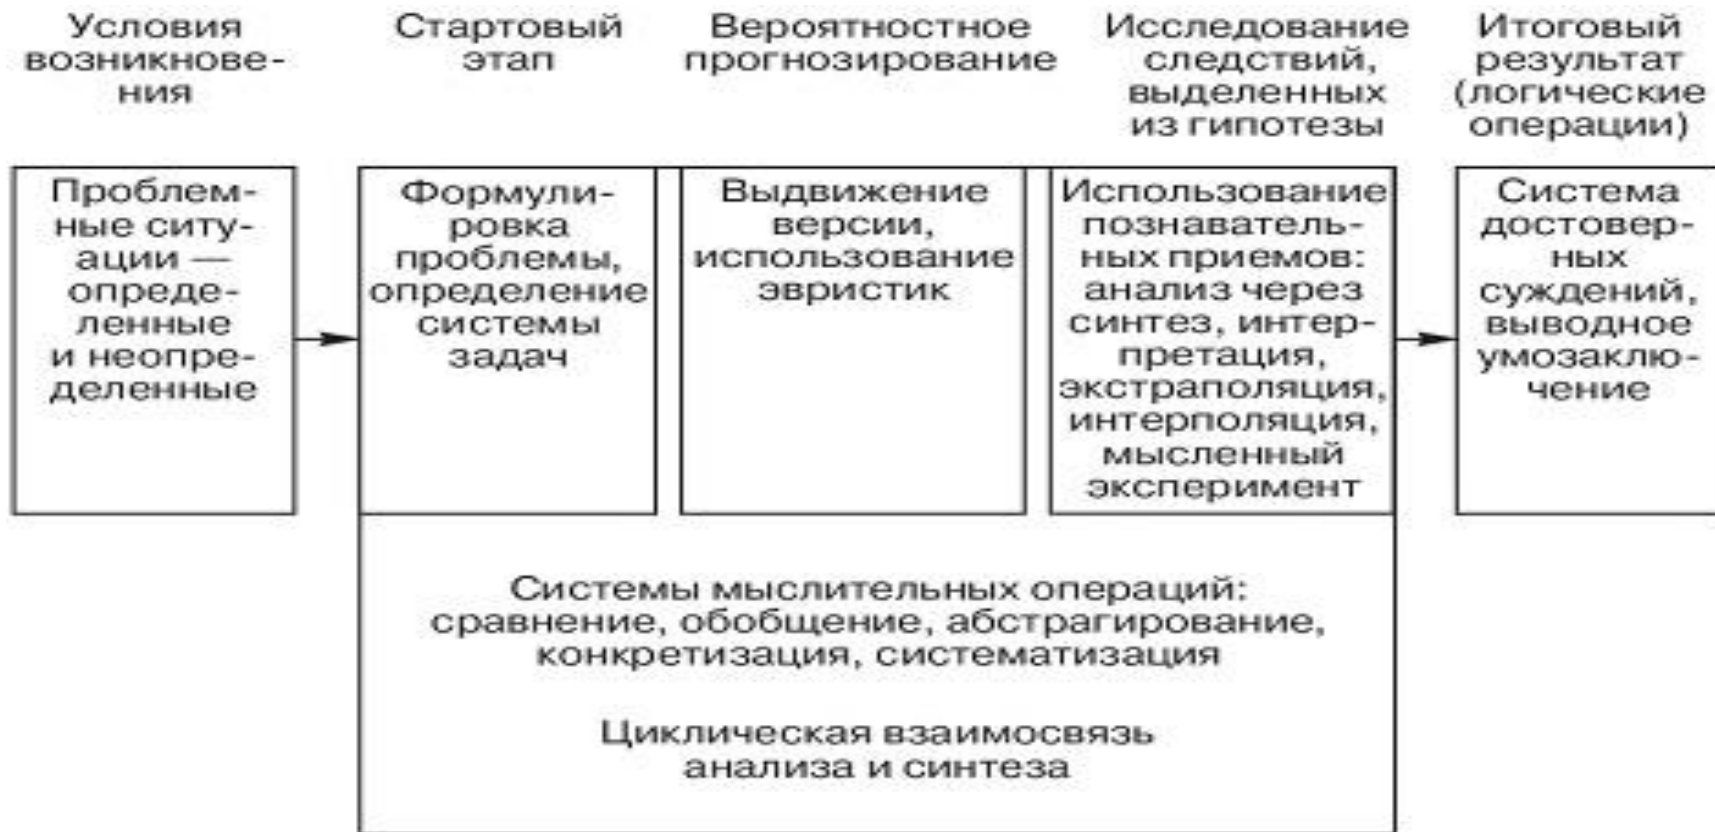 Условия
возникнове-
ния
Стартовый
этап
Вероятностное
прогнозирование
Исследование
следствий,
выделенных
из гипотезы
Итоговый
результат
(логические
операции)
Проблем-
ные ситу-
ации —
опреде-
ленные
и неопре-
деленные
Формули-
ровка
проблемы,
определение
системы
задач
Выдвижение
версии,
использование
эвристик
Использование
познаватель-
ных приемов:
анализ через
синтез, интер-
претация,
экстраполяция,
интерполяция,
мысленный
эксперимент
Система
достовер-
ных
суждений,
выводное
умозаклю-
чение
Системы мыслительных операций:
сравнение, обобщение, абстрагирование,
конкретизация, систематизация
Циклическая взаимосвязь
анализа и синтеза